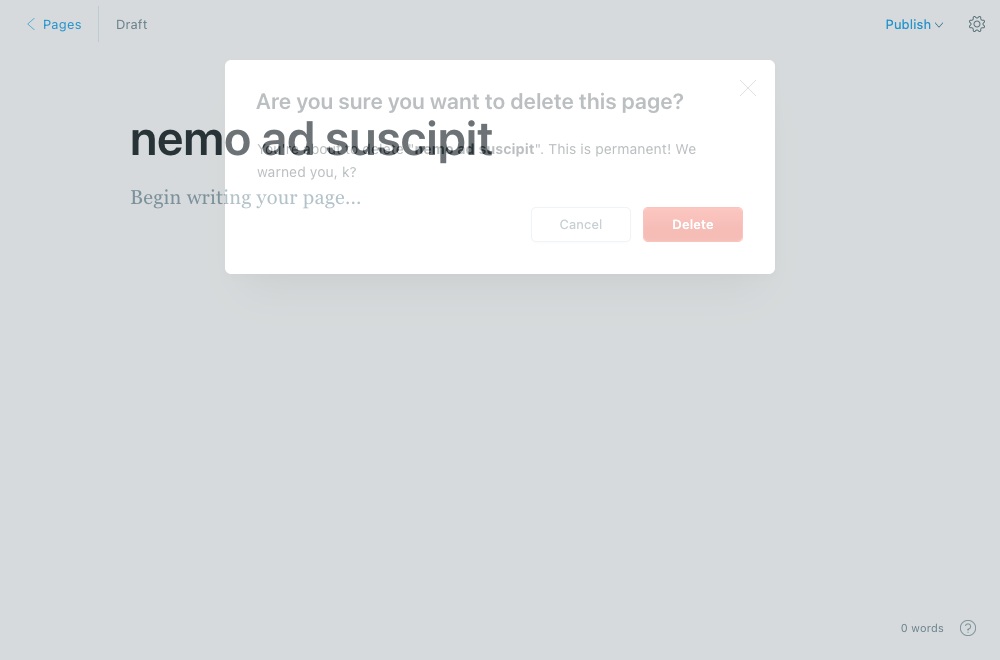 Pages
Draft
Publish
Are you sure you want to delete this page?
nemo ad suscipit
You're about to delete "nemo ad suscipit". This is permanent! We
warned you, k?
Begin writing your page...
Cancel
Delete
0 words
?